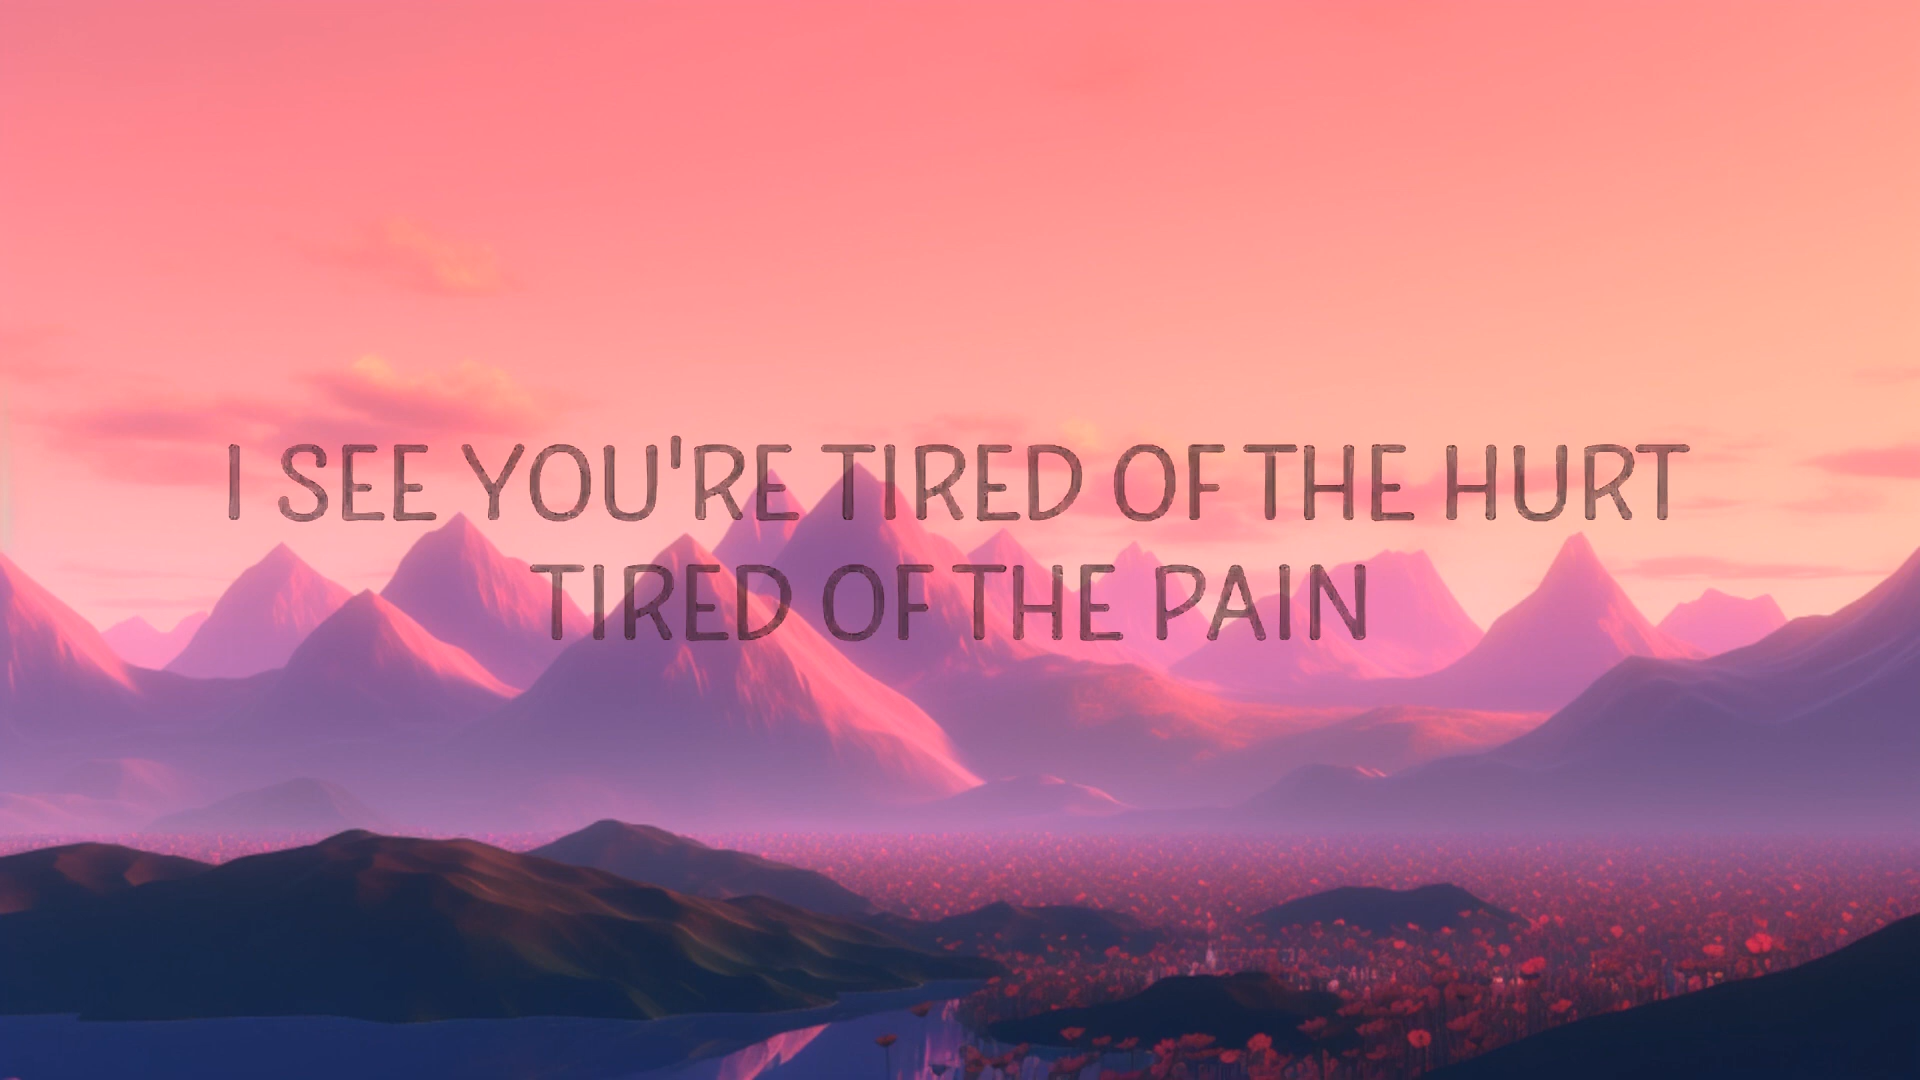 I SEE YOU'RE TIRED OF THE HURT
TIRED OF THE PAIN